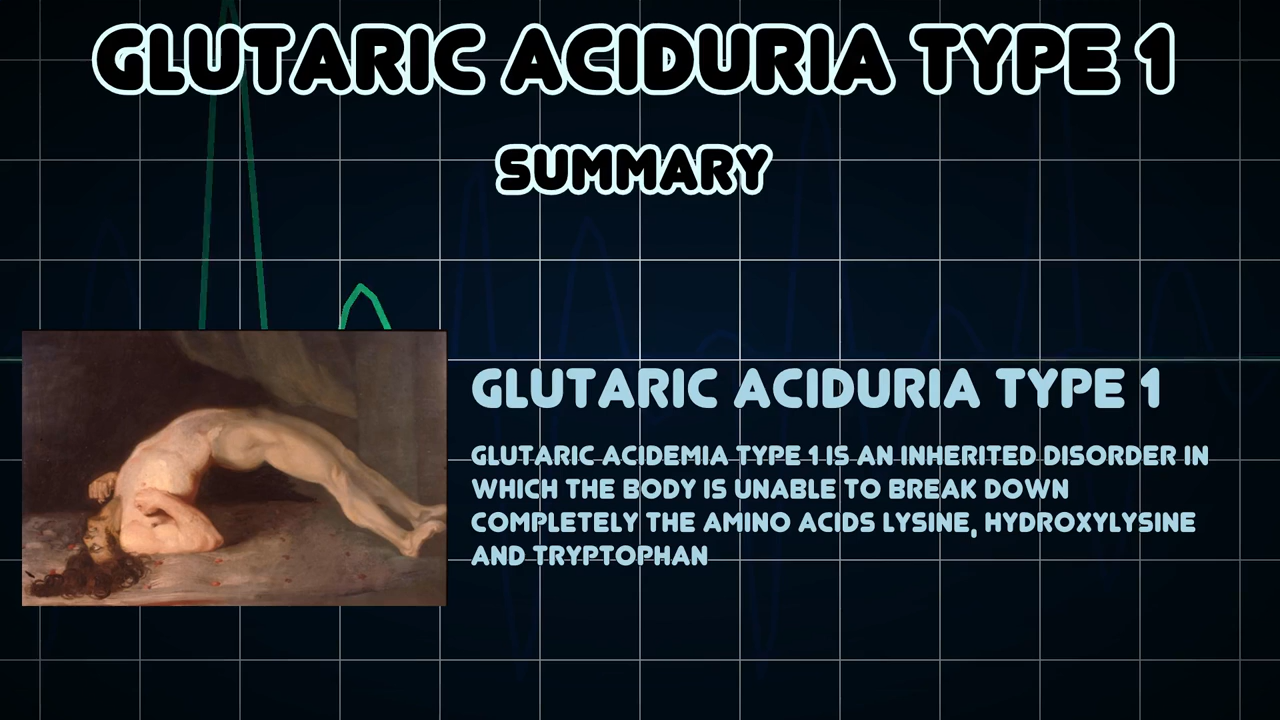 GLUTARIC ACIDURIA TYPE 1
SUMMARY
GLUTARIC ACIDURIA TYPE 1
GLUTARIC ACIDEMIA TYPE 1 IS AN INHERITED DISORDER IN
WHICH THE BODY IS UNABLE TO BREAK DOWN
COMPLETELY THE AMINO ACIDS LYSINE, HYDROXYLYSINE
AND TRYPTOPHAN